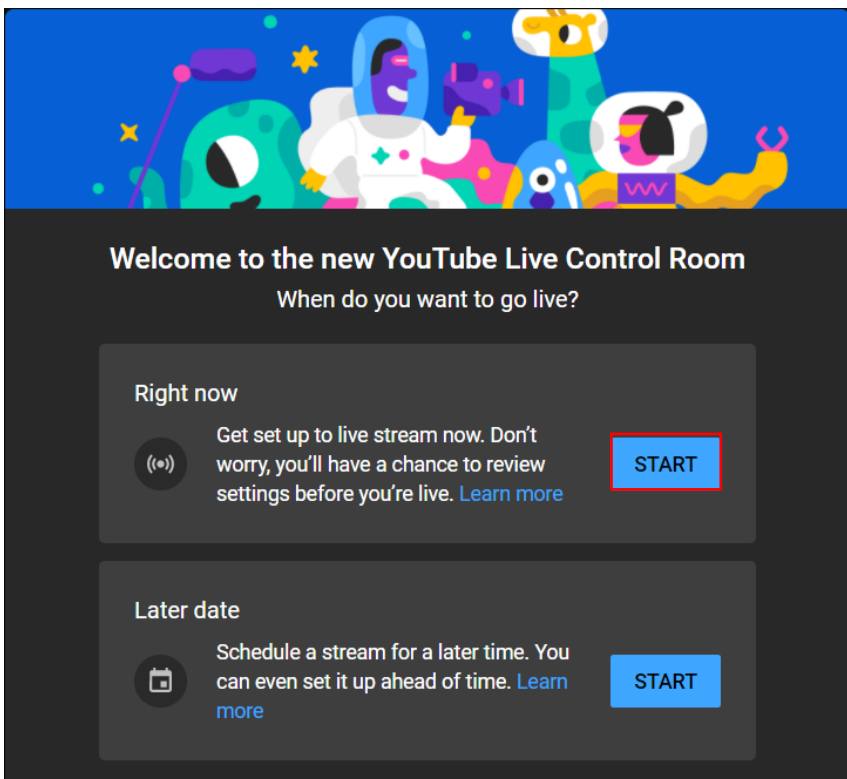 Welcome to the new YouTube Live Control Room
When do you want to go live?
Right now
Get set up to live stream now. Don't
worry, you'll have a chance to review
settings before you're live. Learn more
START
Later date
Schedule a stream for a later time. You
can even set it up ahead of time. Learn
more
START